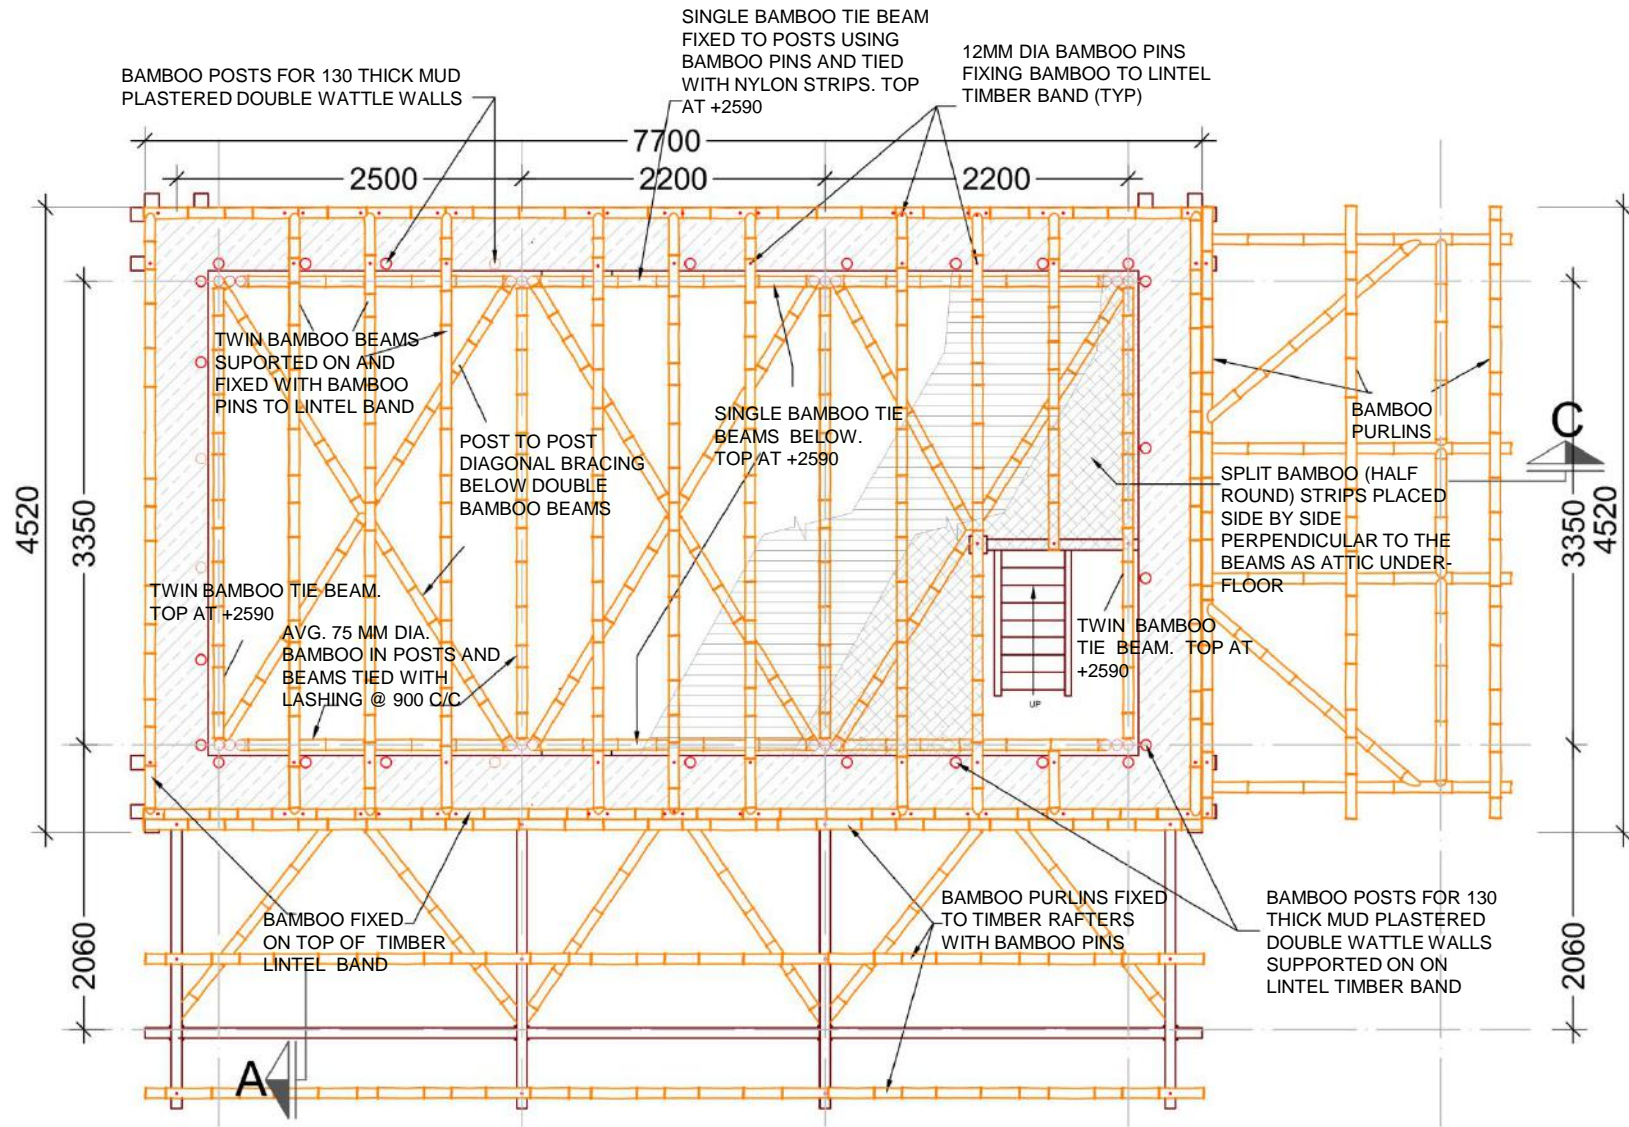 SINGLE BAMBOO TIE BEAM
FIXED TO POSTS USING
BAMBOO PINS AND TIED
WITH NYLON STRIPS. TOP
AT +2590
BAMBOO POSTS FOR 130 THICK MUD
PLASTERED DOUBLE WATTLE WALLS
12MM DIA BAMBOO PINS
FIXING BAMBOO TO LINTEL
TIMBER BAND (TYP)
7700
2500
2200
2200
TWIN BAMBOO BEAMS
SUPORTED ON AND
FIXED WITH BAMBOO
PINS TO LINTEL BAND
POST TO POST
DIAGONAL BRACING
BELOW DOUBLE
BAMBOO BEAMS
SINGLE BAMBOO TIE
BEAMS BELOW.
TOP AT +2590
BAMBOO
PURLINS
C
SPLIT BAMBOO (HALF
ROUND) STRIPS PLACED
SIDE BY SIDE
PERPENDICULAR TO THE
BEAMS AS ATTIC UNDER-
FLOOR
4520
3350
3350
4520
TWIN BAMBOO TIE BEAM.
TOP AT +2590
AVG. 75 MM DIA.
BAMBOO IN POSTS AND
BEAMS TIED WITH
LASHING @ 900 C/C
TWIN BAMBOO
TIE BEAM. TOP AT
+2590
UP
BAMBOO FIXED
ON TOP OF TIMBER
LINTEL BAND
BAMBOO PURLINS FIXED
TO TIMBER RAFTERS
WITH BAMBOO PINS
BAMBOO POSTS FOR 130
THICK MUD PLASTERED
DOUBLE WATTLE WALLS
SUPPORTED ON ON
LINTEL TIMBER BAND
2060
2060
A